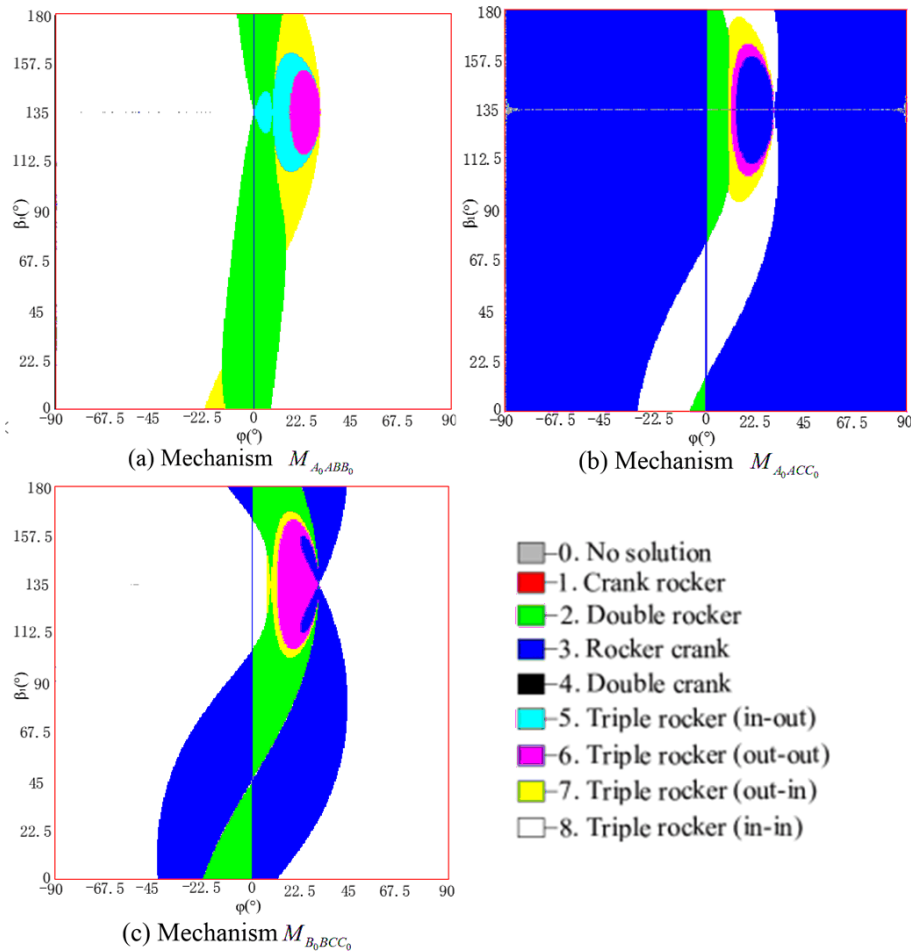 180
157.5
135
112.5
90
β₁(°)
67.5
45
22.5
0
-90 -67.5 -45 -22.5 0 22.5 45 67.5 90
φ(°)
(a) Mechanism M_{A₀ABB₀}
180
157.5
135
112.5
90
β₁(°)
67.5
45
22.5
0
-90 -67.5 -45 -22.5 0 22.5 45 67.5 90
φ(°)
(b) Mechanism M_{A₀ACC₀}
180
157.5
135
112.5
90
β₁(°)
67.5
45
22.5
0
-90 -67.5 -45 -22.5 0 22.5 45 67.5 90
φ(°)
(c) Mechanism M_{B₀BCC₀}
0. No solution
1. Crank rocker
2. Double rocker
3. Rocker crank
4. Double crank
5. Triple rocker (in-out)
6. Triple rocker (out-out)
7. Triple rocker (out-in)
8. Triple rocker (in-in)